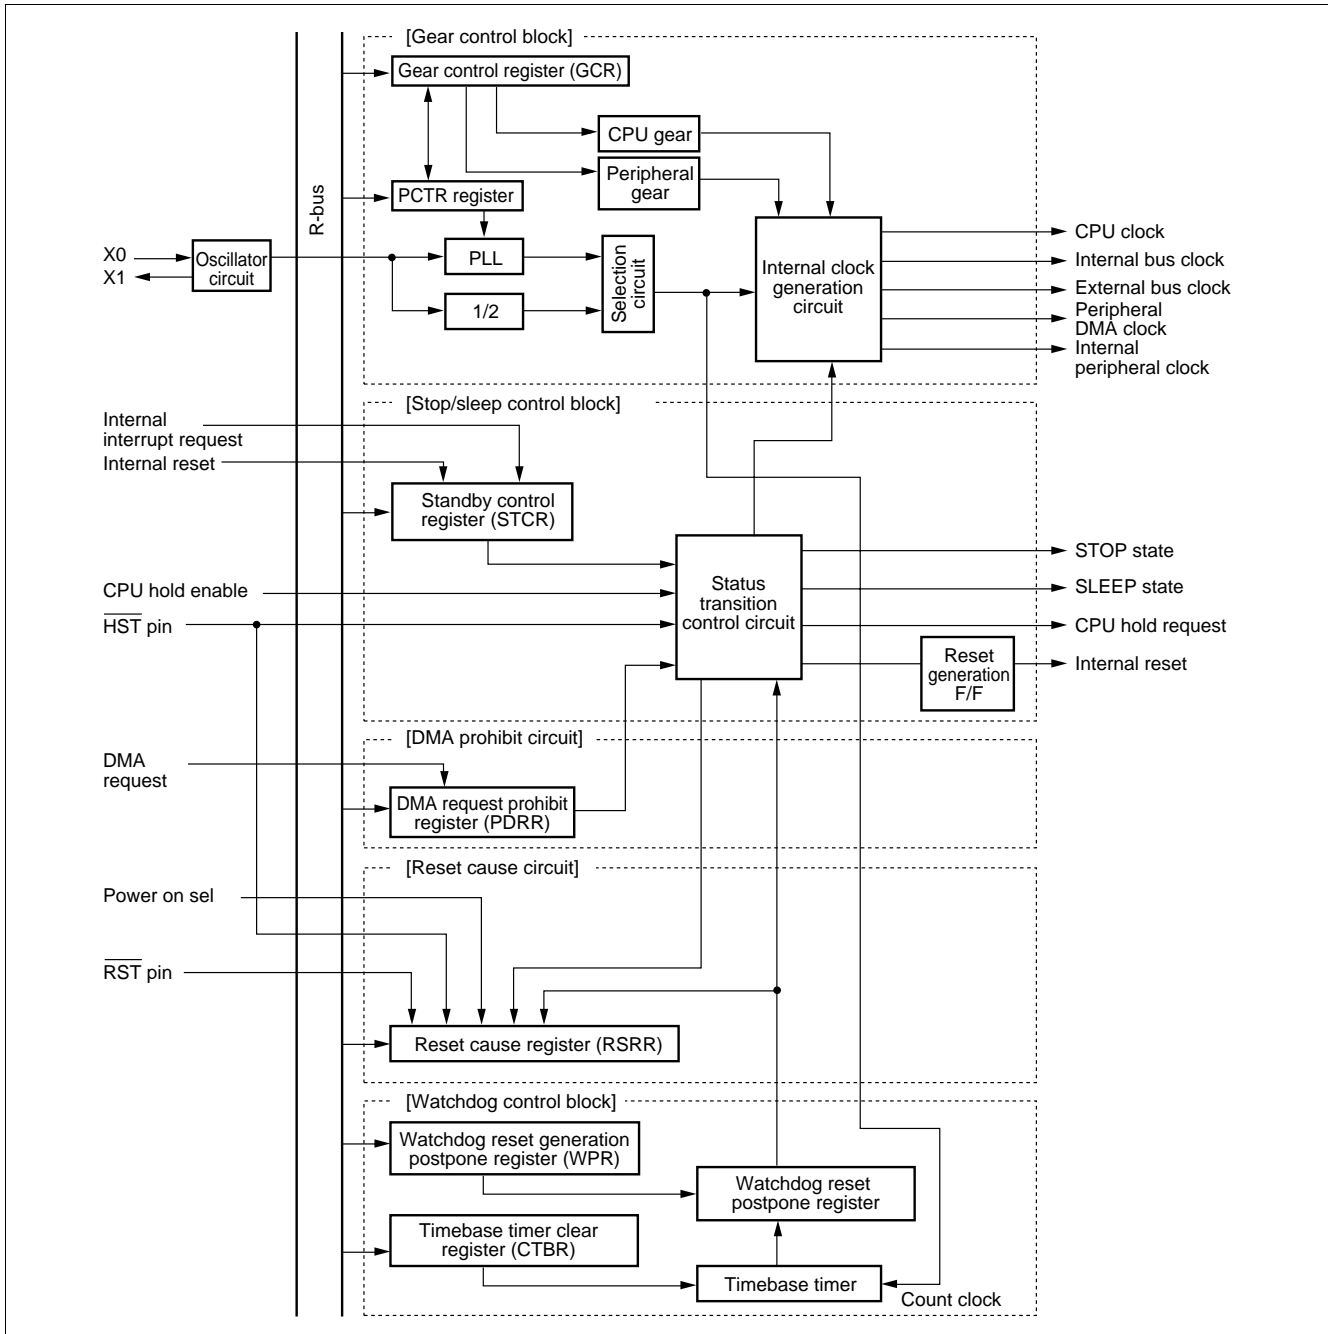 [Gear control block]
Gear control register (GCR)
CPU gear
Peripheral
gear
PCTR register
R-bus
X0
X1
Oscillator
circuit
PLL
1/2
Selection
circuit
Internal clock
generation
circuit
CPU clock
Internal bus clock
External bus clock
Peripheral
DMA clock
Internal
peripheral clock
[Stop/sleep control block]
Internal
interrupt request
Internal reset
Standby control
register (STCR)
CPU hold enable
HST pin
Status
transition
control circuit
STOP state
SLEEP state
CPU hold request
Reset
generation
F/F
Internal reset
[DMA prohibit circuit]
DMA
request
DMA request prohibit
register (PDRR)
[Reset cause circuit]
Power on sel
RST pin
Reset cause register (RSRR)
[Watchdog control block]
Watchdog reset generation
postpone register (WPR)
Watchdog reset
postpone register
Timebase timer clear
register (CTBR)
Timebase timer
Count clock